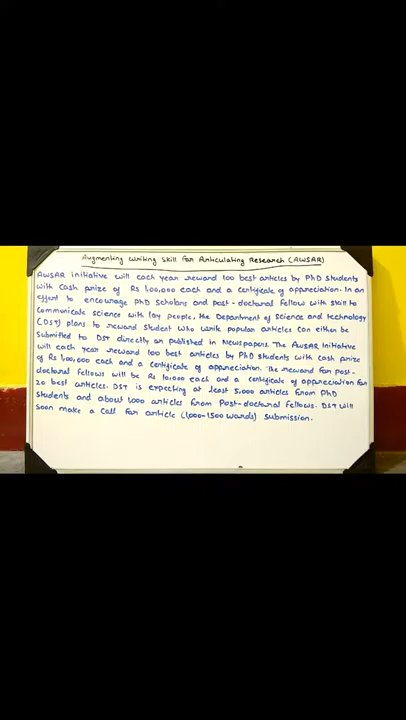 Augmenting Writing Skill for Articulating Research (AWSAR)
AWSAR initiative will each year reward 100 best articles by PhD students
with Cash prize of Rs 1,00,000 each and a certificate of appreciation. In an
effort to encourage PhD Scholars and post-doctoral Fellow with skill to
communicate science with lay people, the Department of Science and technology
(DST) plans to reward student who write popular articles can either be
submitted to DST directly or published in Newspapers. The AWSAR Initiative
will each year reward 100 best articles by PhD students with Cash prize
of Rs 1,00,000 each and a certificate of appreciation. The reward for post-
doctoral Fellows will be Rs 10,000 each and a certificate of appreciation for
20 best articles. DST is expecting at least 5,000 articles from PhD
students and about 1,000 articles from Post-doctoral Fellows. DST will
soon make a Call for article (1,000-1500 words) submission.